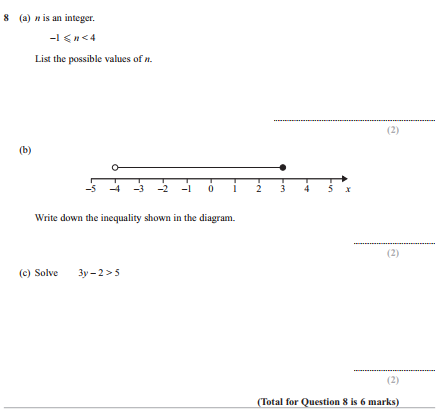 8 (a) n is an integer.
−1 ⩽ n < 4
List the possible values of n.
(2)
(b)
−5 −4 −3 −2 −1 0 1 2 3 4 5 x
Write down the inequality shown in the diagram.
(2)
(c) Solve 3y – 2 > 5
(2)
(Total for Question 8 is 6 marks)